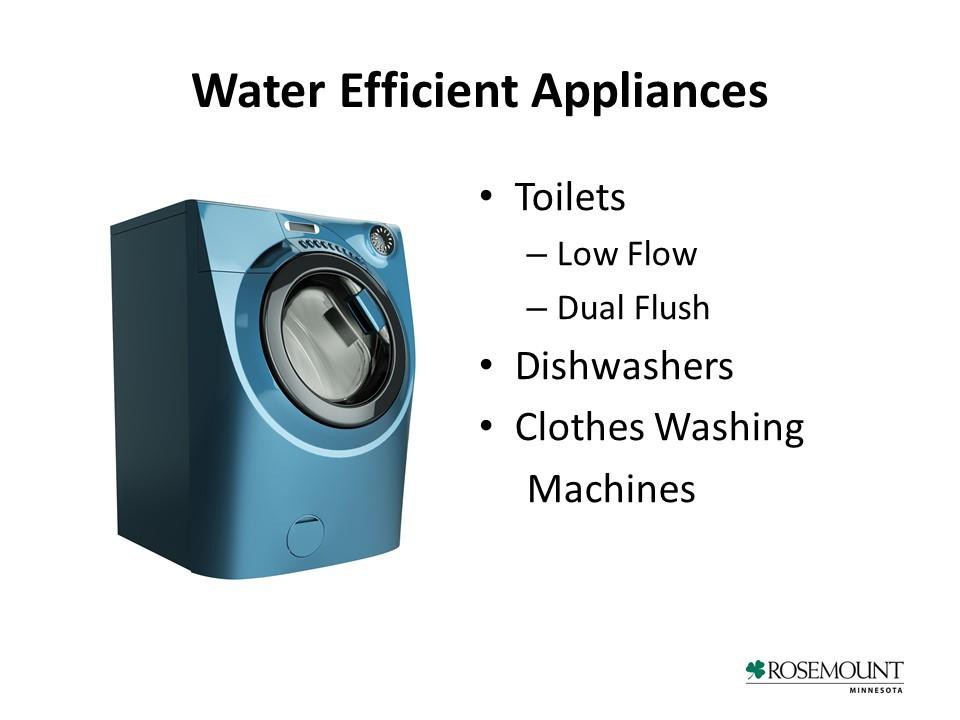 Water Efficient Appliances
• Toilets
– Low Flow
– Dual Flush
• Dishwashers
• Clothes Washing
Machines
ROSEMOUNT
MINNESOTA